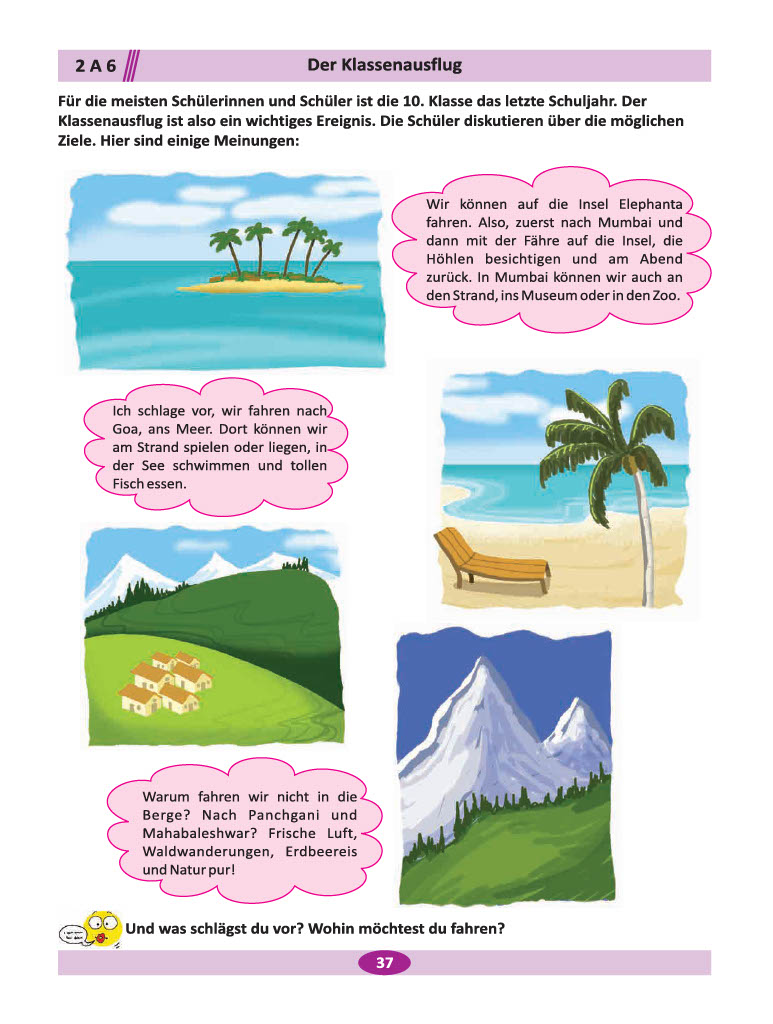 2 A 6
Der Klassenausflug
Für die meisten Schülerinnen und Schüler ist die 10. Klasse das letzte Schuljahr. Der
Klassenausflug ist also ein wichtiges Ereignis. Die Schüler diskutieren über die möglichen
Ziele. Hier sind einige Meinungen:
Wir können auf die Insel Elephanta
fahren. Also, zuerst nach Mumbai und
dann mit der Fähre auf die Insel, die
Höhlen besichtigen und am Abend
zurück. In Mumbai können wir auch an
den Strand, ins Museum oder in den Zoo.
Ich schlage vor, wir fahren nach
Goa, ans Meer. Dort können wir
am Strand spielen oder liegen, in
der See schwimmen und tollen
Fisch essen.
Warum fahren wir nicht in die
Berge? Nach Panchgani und
Mahabaleshwar? Frische Luft,
Waldwanderungen, Erdbeereis
und Natur pur!
Und was schlägst du vor? Wohin möchtest du fahren?
37